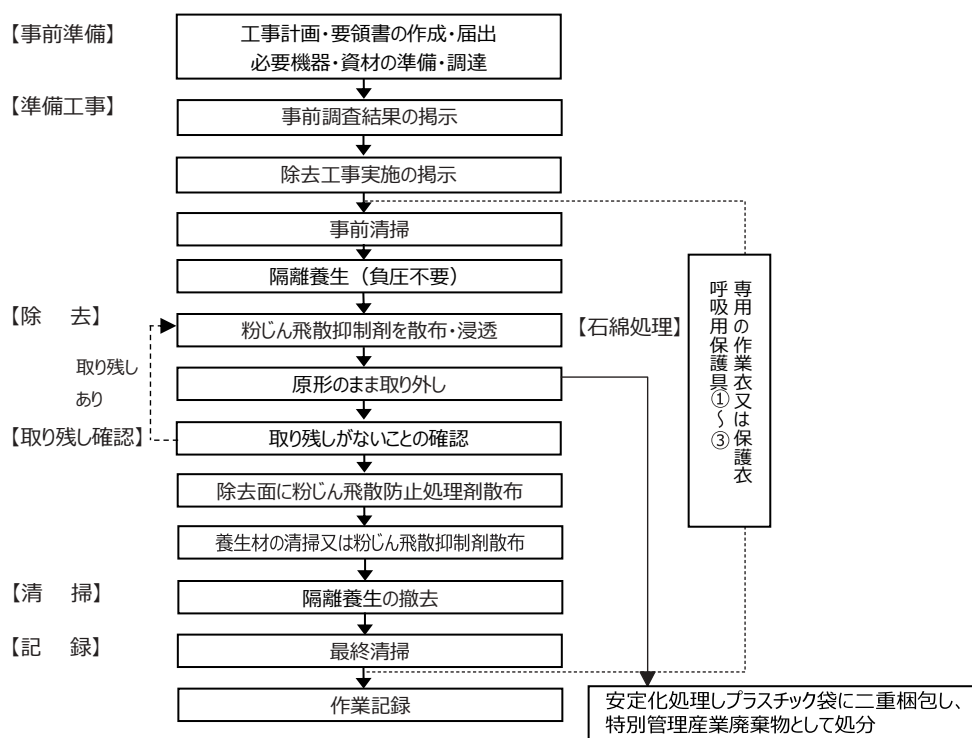 【事前準備】
工事計画・要領書の作成・届出
必要機器・資材の準備・調達
【準備工事】
事前調査結果の掲示
除去工事実施の掲示
事前清掃
隔離養生（負圧不要）
【除　去】
粉じん飛散抑制剤を散布・浸透
【石綿処理】
取り残し
あり
原形のまま取り外し
【取り残し確認】
取り残しがないことの確認
除去面に粉じん飛散防止処理剤散布
養生材の清掃又は粉じん飛散抑制剤散布
【清　掃】
隔離養生の撤去
【記　録】
最終清掃
作業記録
専用の作業衣又は保護衣
呼吸用保護具①～③
安定化処理しプラスチック袋に二重梱包し、
特別管理産業廃棄物として処分